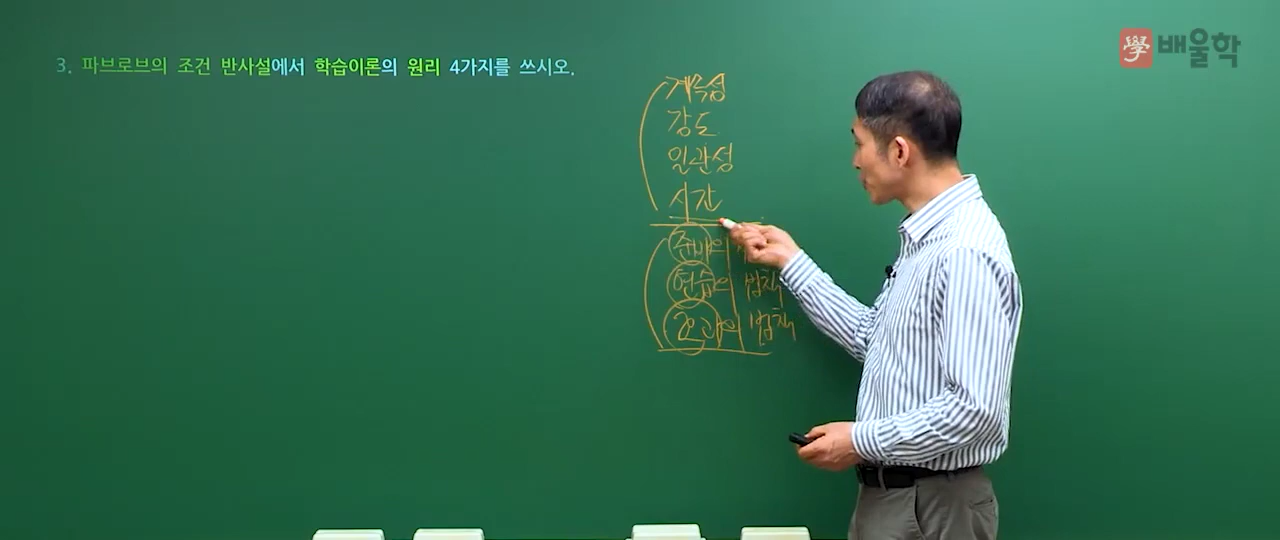 3. 파브로브의 조건 반사설에서 학습이론의 원리 4가지를 쓰시오.
學 배울학
계속성
강도
일관성
시간
준비의
연습의 법칙
효과의 법칙